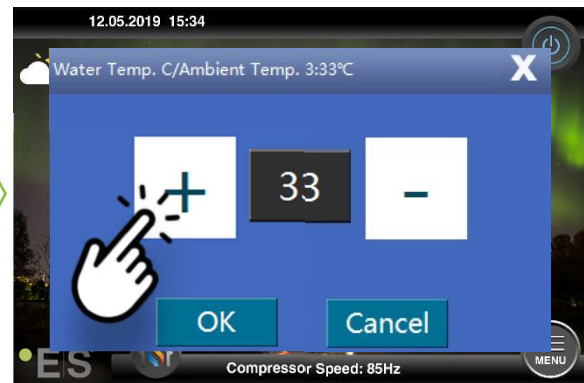 12.05.2019 15:34
Water Temp. C/Ambient Temp. 3:33℃
X
+ 33 -
OK Cancel
ES
Compressor Speed: 85Hz
MENU